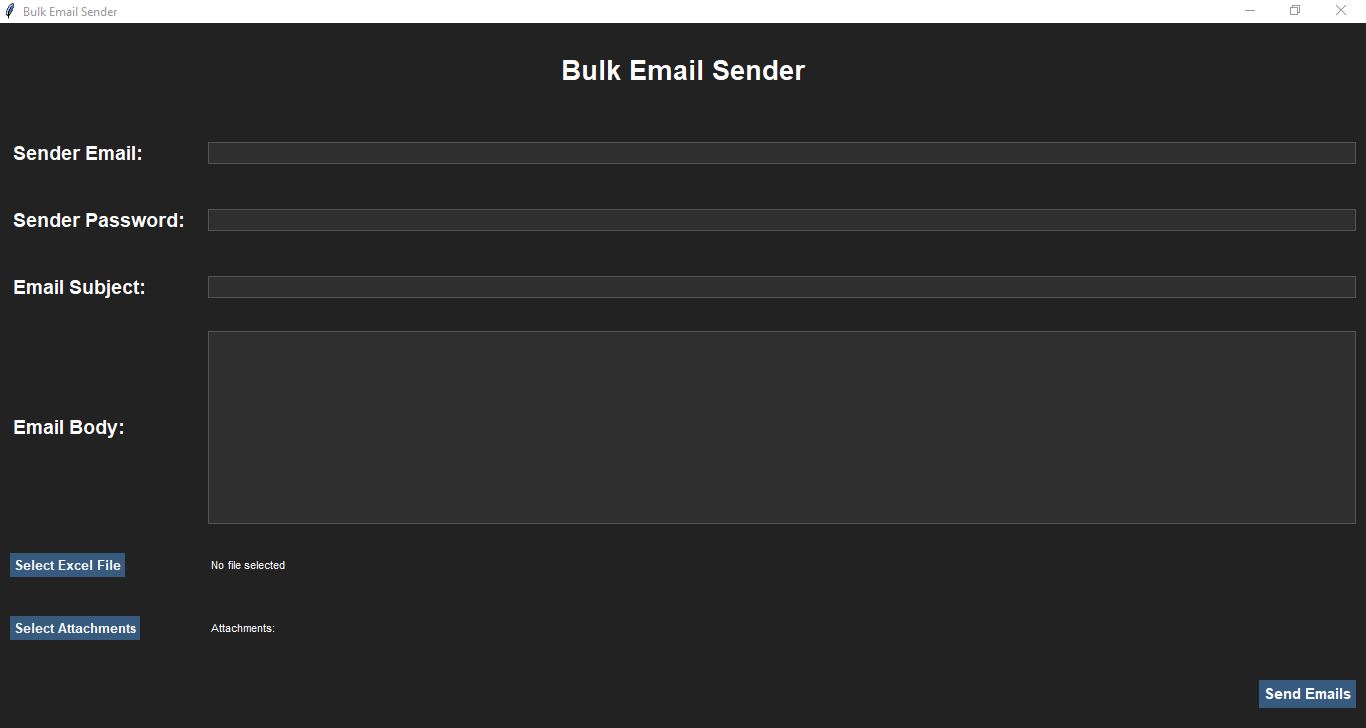 Bulk Email Sender
Bulk Email Sender
Sender Email:
Sender Password:
Email Subject:
Email Body:
Select Excel File
No file selected
Select Attachments
Attachments:
Send Emails